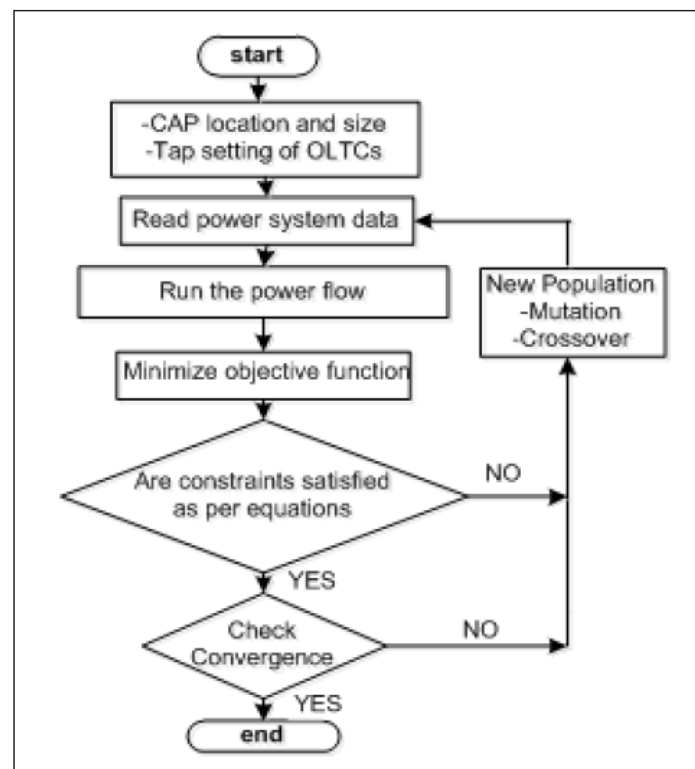 start
-CAP location and size
-Tap setting of OLTCs
Read power system data
Run the power flow
New Population
-Mutation
-Crossover
Minimize objective function
Are constraints satisfied
as per equations
NO
YES
Check
Convergence
NO
YES
end